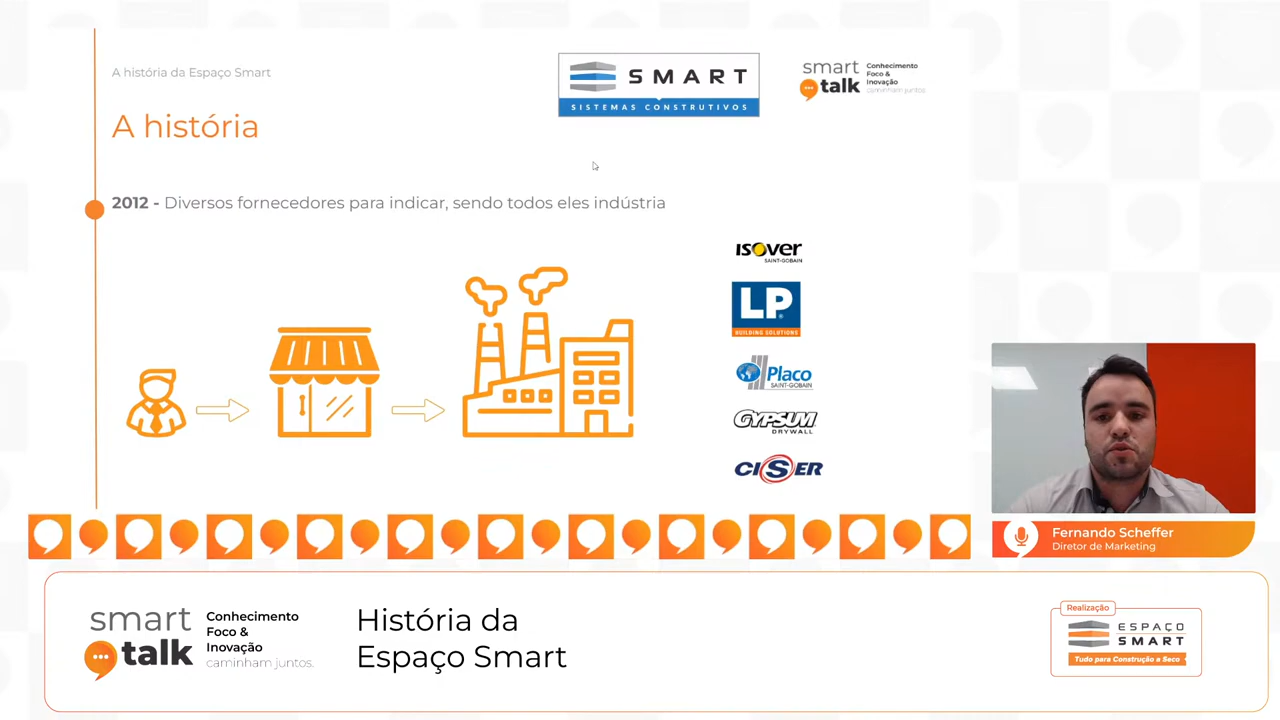 A história da Espaço Smart
SMART
SISTEMAS CONSTRUTIVOS
smart
talk
Conhecimento
Foco &
Inovação
caminham juntos.
A história
2012 - Diversos fornecedores para indicar, sendo todos eles indústria
ISOVER
SAINT-GOBAIN
LP
BUILDING SOLUTIONS
Placo
SAINT-GOBAIN
GYPSUM
DRYWALL
CISER
Fernando Scheffer
Diretor de Marketing
smart
talk
Conhecimento
Foco &
Inovação
caminham juntos.
História da
Espaço Smart
Realização
ESPAÇO
SMART
Tudo para Construção a Seco